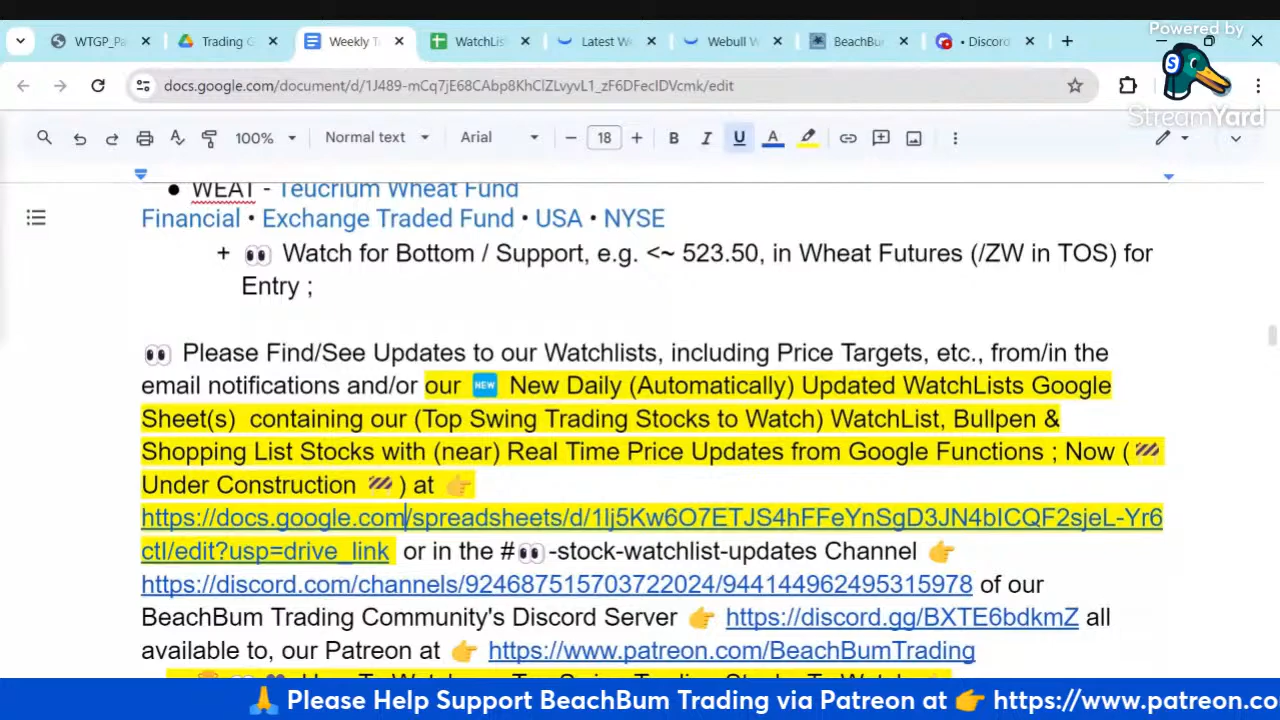 WTGP_Pa
Trading G
Weekly T
WatchLis
Latest We
Webull W
BeachBu
• Discord
Powered by
StreamYard
docs.google.com/document/d/1J489-mCq7jE68CAbp8KhClZLvyvL1_zF6DFecIDVcmk/edit
100%
Normal text
Arial
– 18 +
B I U A
● WEAT - Teucrium Wheat Fund
Financial • Exchange Traded Fund • USA • NYSE
+ 👀 Watch for Bottom / Support, e.g. <~ 523.50, in Wheat Futures (/ZW in TOS) for
Entry ;
👀 Please Find/See Updates to our Watchlists, including Price Targets, etc., from/in the
email notifications and/or our 🆕 New Daily (Automatically) Updated WatchLists Google
Sheet(s) containing our (Top Swing Trading Stocks to Watch) WatchList, Bullpen &
Shopping List Stocks with (near) Real Time Price Updates from Google Functions ; Now ( 🚧
Under Construction 🚧 ) at 👉
https://docs.google.com/spreadsheets/d/1Ij5Kw6O7ETJS4hFFeYnSgD3JN4bICQF2sjeL-Yr6
ctI/edit?usp=drive_link or in the #👀-stock-watchlist-updates Channel 👉
https://discord.com/channels/924687515703722024/944144962495315978 of our
BeachBum Trading Community's Discord Server 👉 https://discord.gg/BXTE6bdkmZ all
available to, our Patreon at 👉 https://www.patreon.com/BeachBumTrading
🙏 Please Help Support BeachBum Trading via Patreon at 👉 https://www.patreon.co